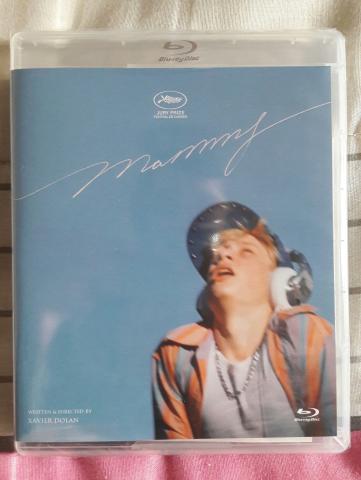 Blu-ray Disc
JURY PRIZE
FESTIVAL DE CANNES
Mommy
WRITTEN & DIRECTED BY
XAVIER DOLAN
Blu-ray Disc